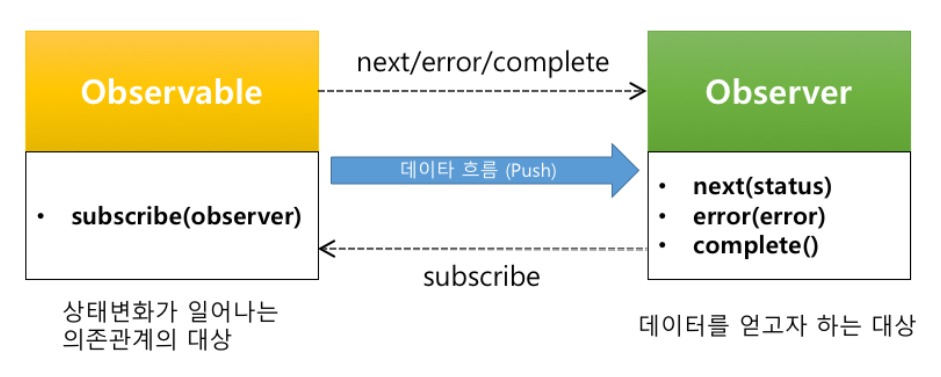 Observable
next/error/complete
Observer
데이타 흐름 (Push)
• subscribe(observer)
• next(status)
• error(error)
• complete()
subscribe
상태변화가 일어나는
의존관계의 대상
데이터를 얻고자 하는 대상